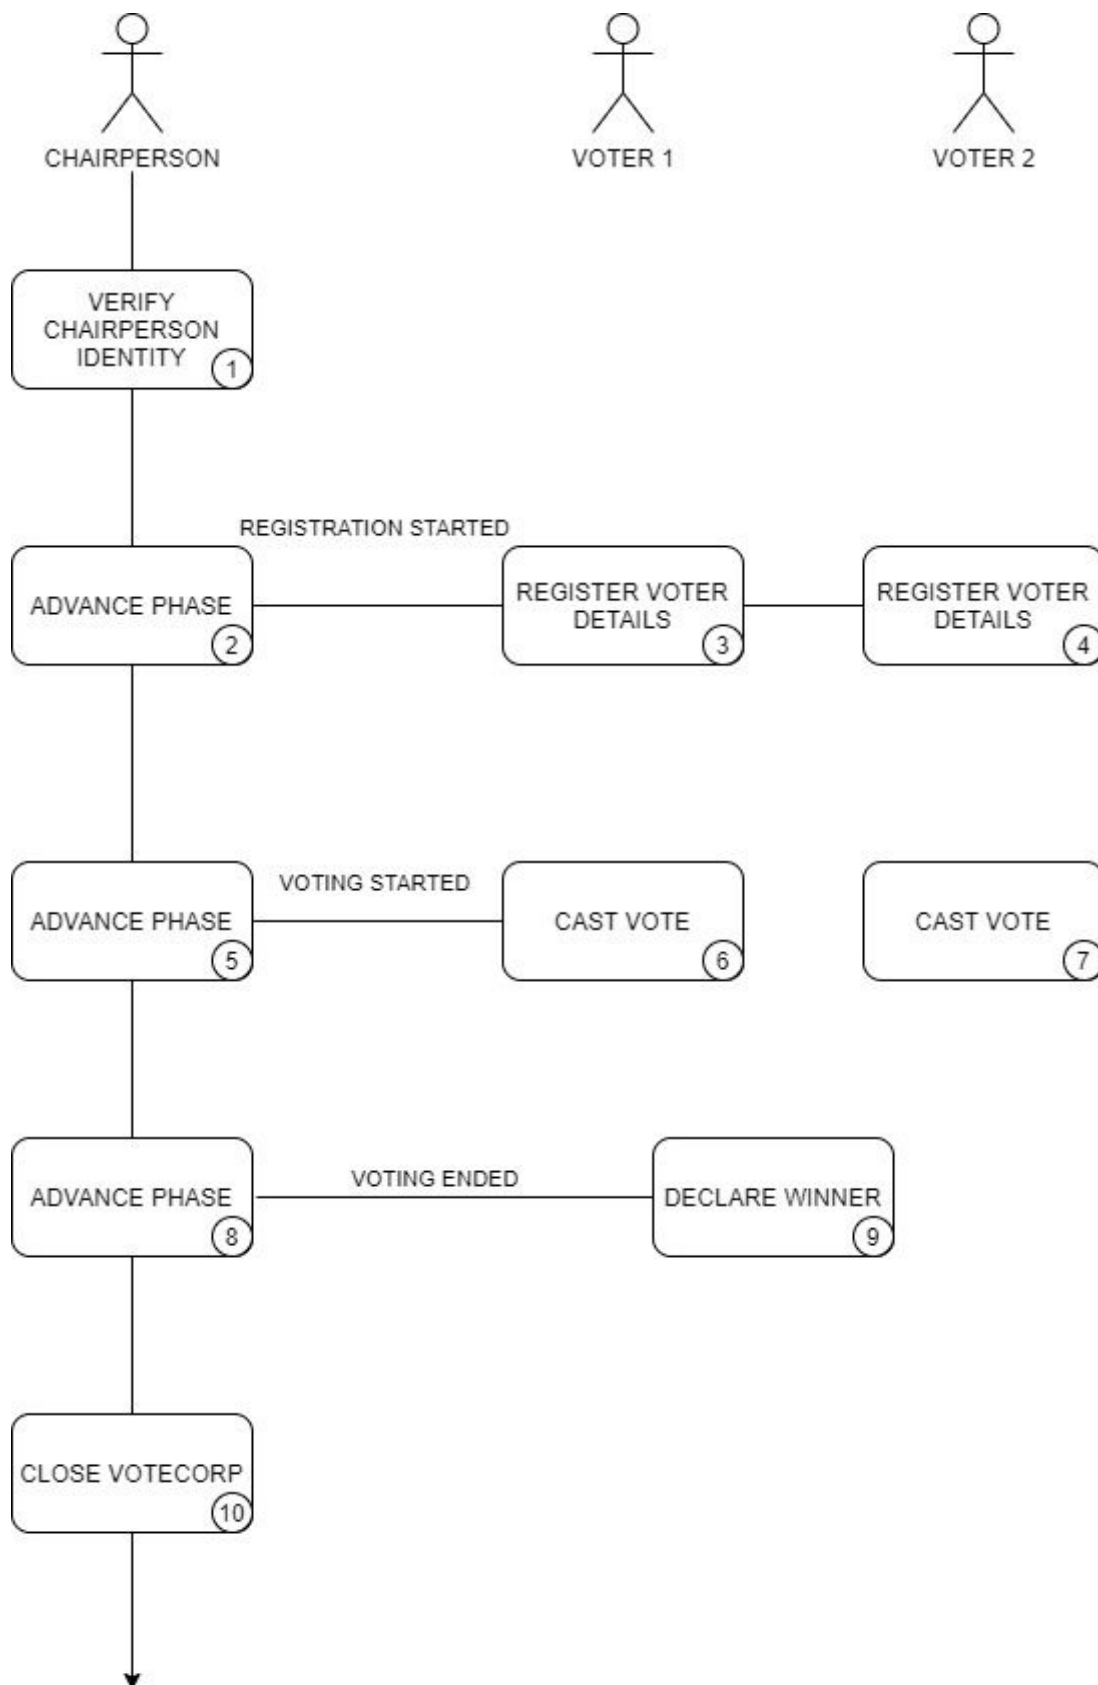 CHAIRPERSON
VOTER 1
VOTER 2
VERIFY
CHAIRPERSON
IDENTITY
1
REGISTRATION STARTED
ADVANCE PHASE
2
REGISTER VOTER
DETAILS
3
REGISTER VOTER
DETAILS
4
VOTING STARTED
ADVANCE PHASE
5
CAST VOTE
6
CAST VOTE
7
VOTING ENDED
ADVANCE PHASE
8
DECLARE WINNER
9
CLOSE VOTECORP
10